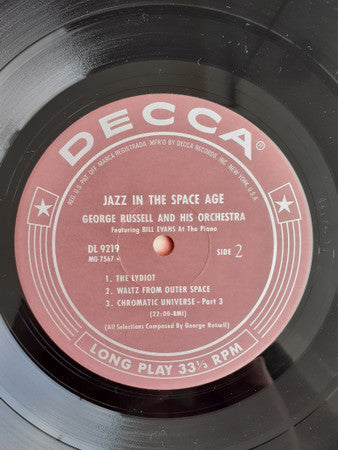 DECCA®
REG. U.S. PAT. OFF. MARCA REGISTRADA · MFR'D BY DECCA RECORDS, INC., NEW YORK, U.S.A.
JAZZ IN THE SPACE AGE
GEORGE RUSSELL AND HIS ORCHESTRA
Featuring BILL EVANS At The Piano
DL 9219
MG 7567
SIDE 2
1. THE LYDIOT
2. WALTZ FROM OUTER SPACE
3. CHROMATIC UNIVERSE - Part 3
(22:00-BMI)
(All Selections Composed By George Russell)
LONG PLAY 33⅓ RPM